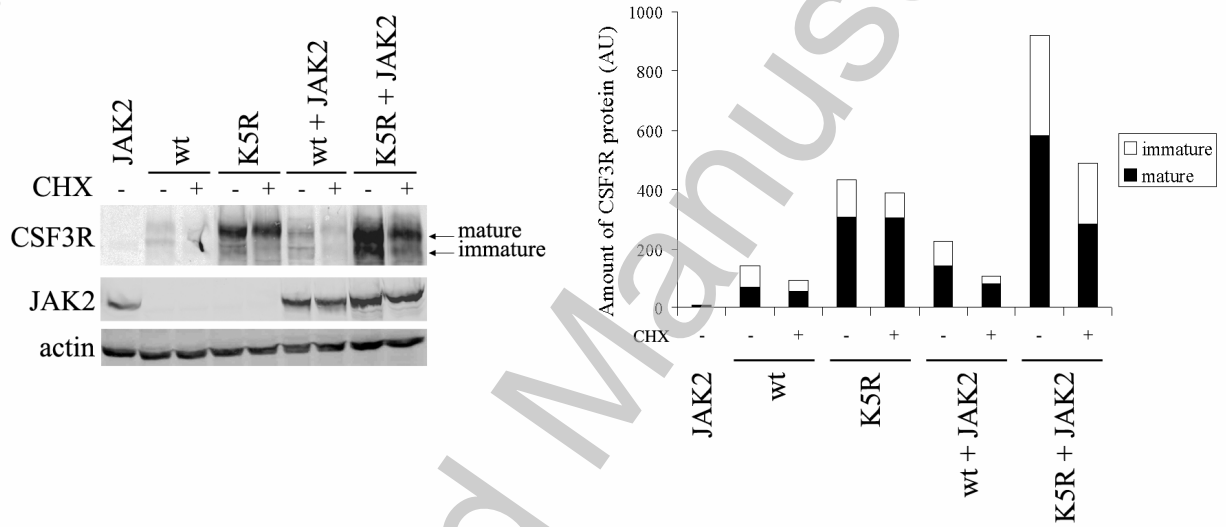 JAK2
wt
K5R
wt + JAK2
K5R + JAK2
CHX - - + - + - + - +
CSF3R
mature
immature
JAK2
actin
Amount of CSF3R protein (AU)
1000
800
600
400
200
0
immature
mature
CHX - - + - + - + - +
JAK2
wt
K5R
wt + JAK2
K5R + JAK2
d Manus